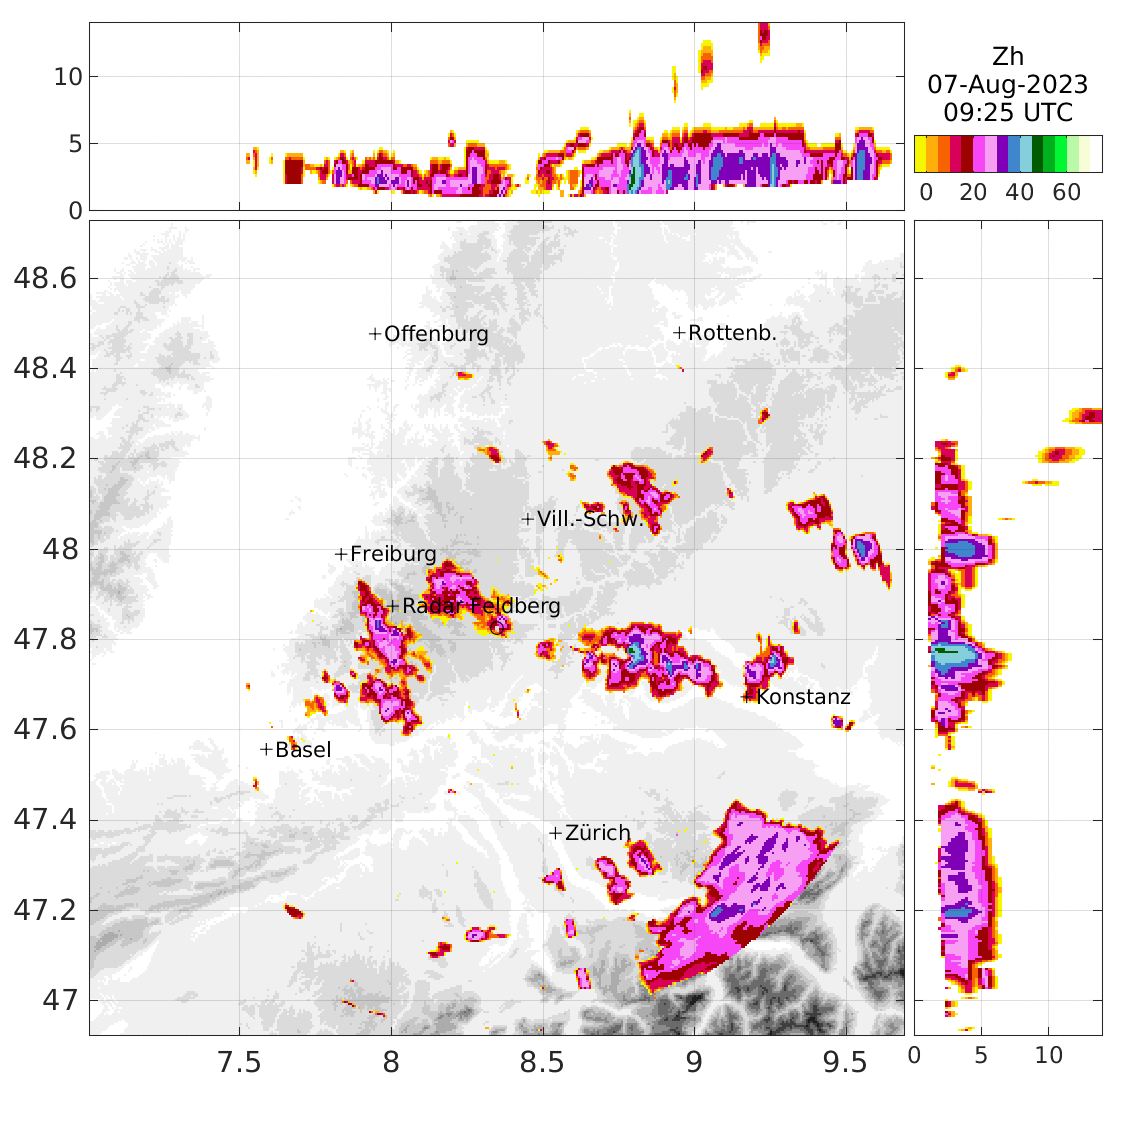 10
5
0
Zh
07-Aug-2023
09:25 UTC
0 20 40 60
48.6
48.4
48.2
48
47.8
47.6
47.4
47.2
47
+Offenburg
+Rottenb.
+Vill.-Schw.
+Freiburg
+Radar Feldberg
+Konstanz
+Basel
+Zürich
7.5 8 8.5 9 9.5
0 5 10